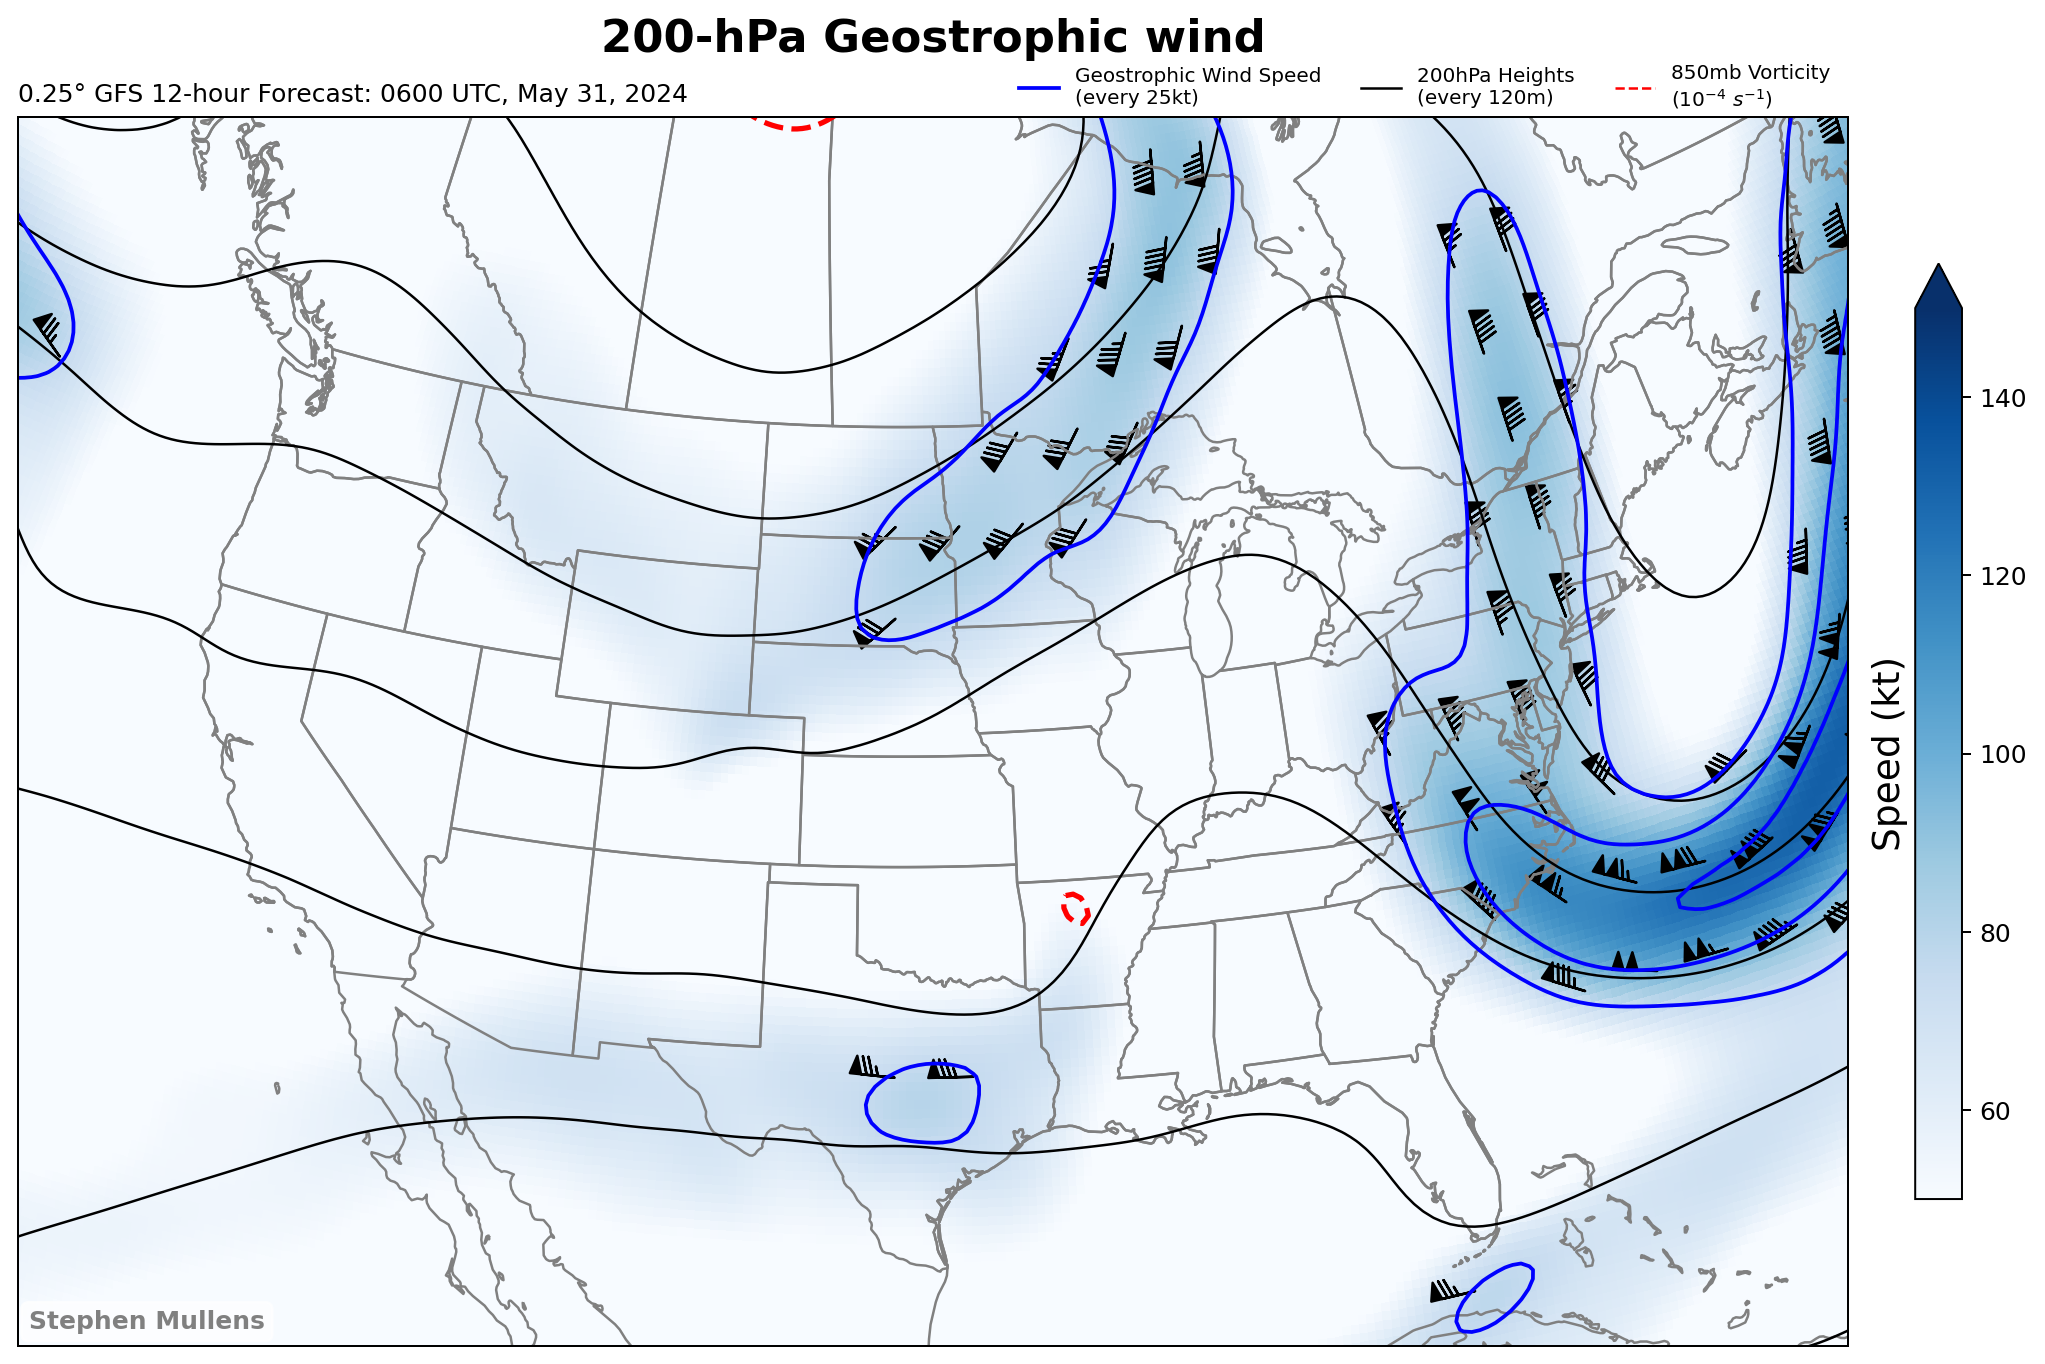 200-hPa Geostrophic wind
0.25° GFS 12-hour Forecast: 0600 UTC, May 31, 2024
Geostrophic Wind Speed
(every 25kt)
200hPa Heights
(every 120m)
850mb Vorticity
(10⁻⁴ s⁻¹)
140
120
100
80
60
Speed (kt)
Stephen Mullens